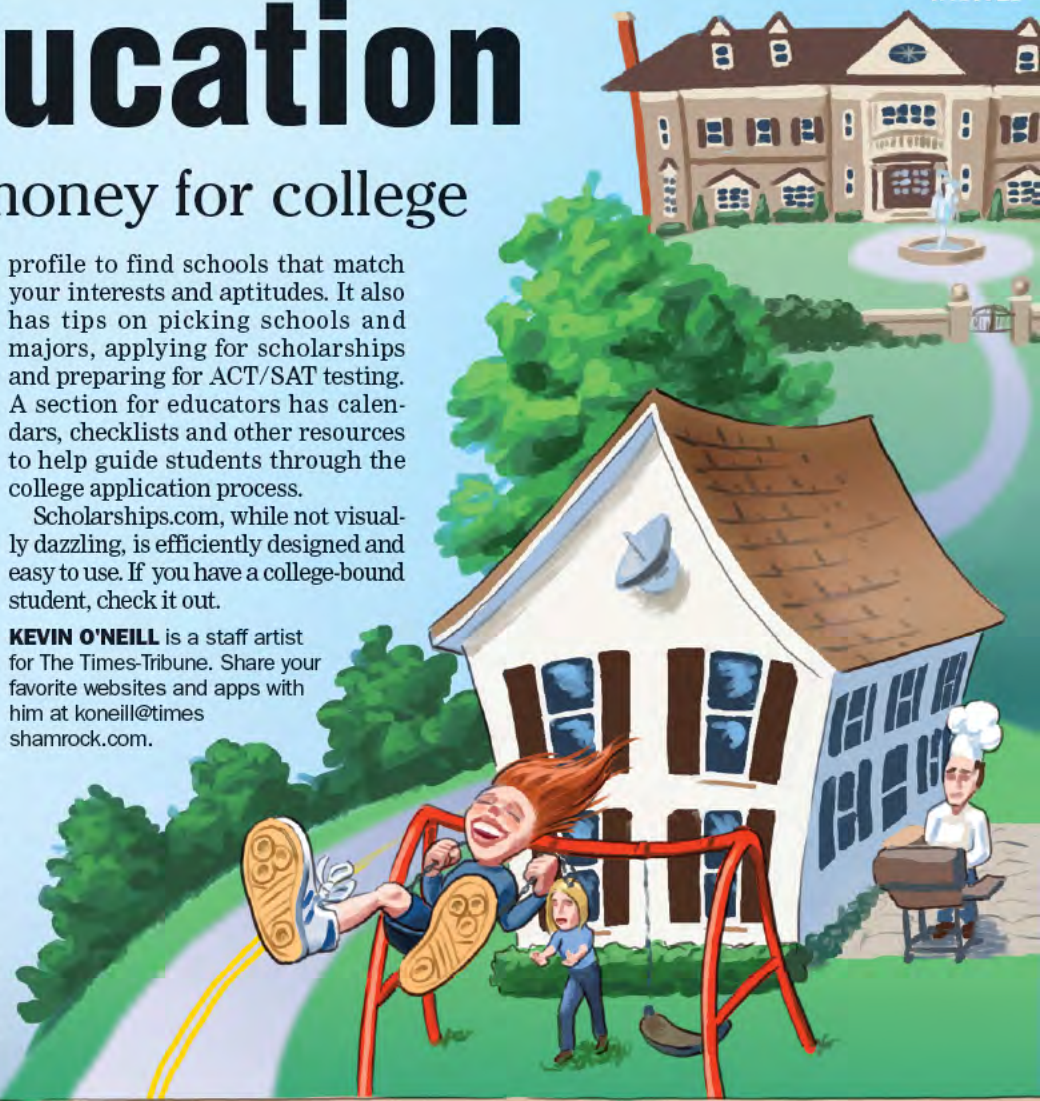 ucation
money for college
profile to find schools that match
your interests and aptitudes. It also
has tips on picking schools and
majors, applying for scholarships
and preparing for ACT/SAT testing.
A section for educators has calen-
dars, checklists and other resources
to help guide students through the
college application process.
Scholarships.com, while not visual-
ly dazzling, is efficiently designed and
easy to use. If you have a college-bound
student, check it out.
KEVIN O'NEILL is a staff artist
for The Times-Tribune. Share your
favorite websites and apps with
him at koneill@times
shamrock.com.